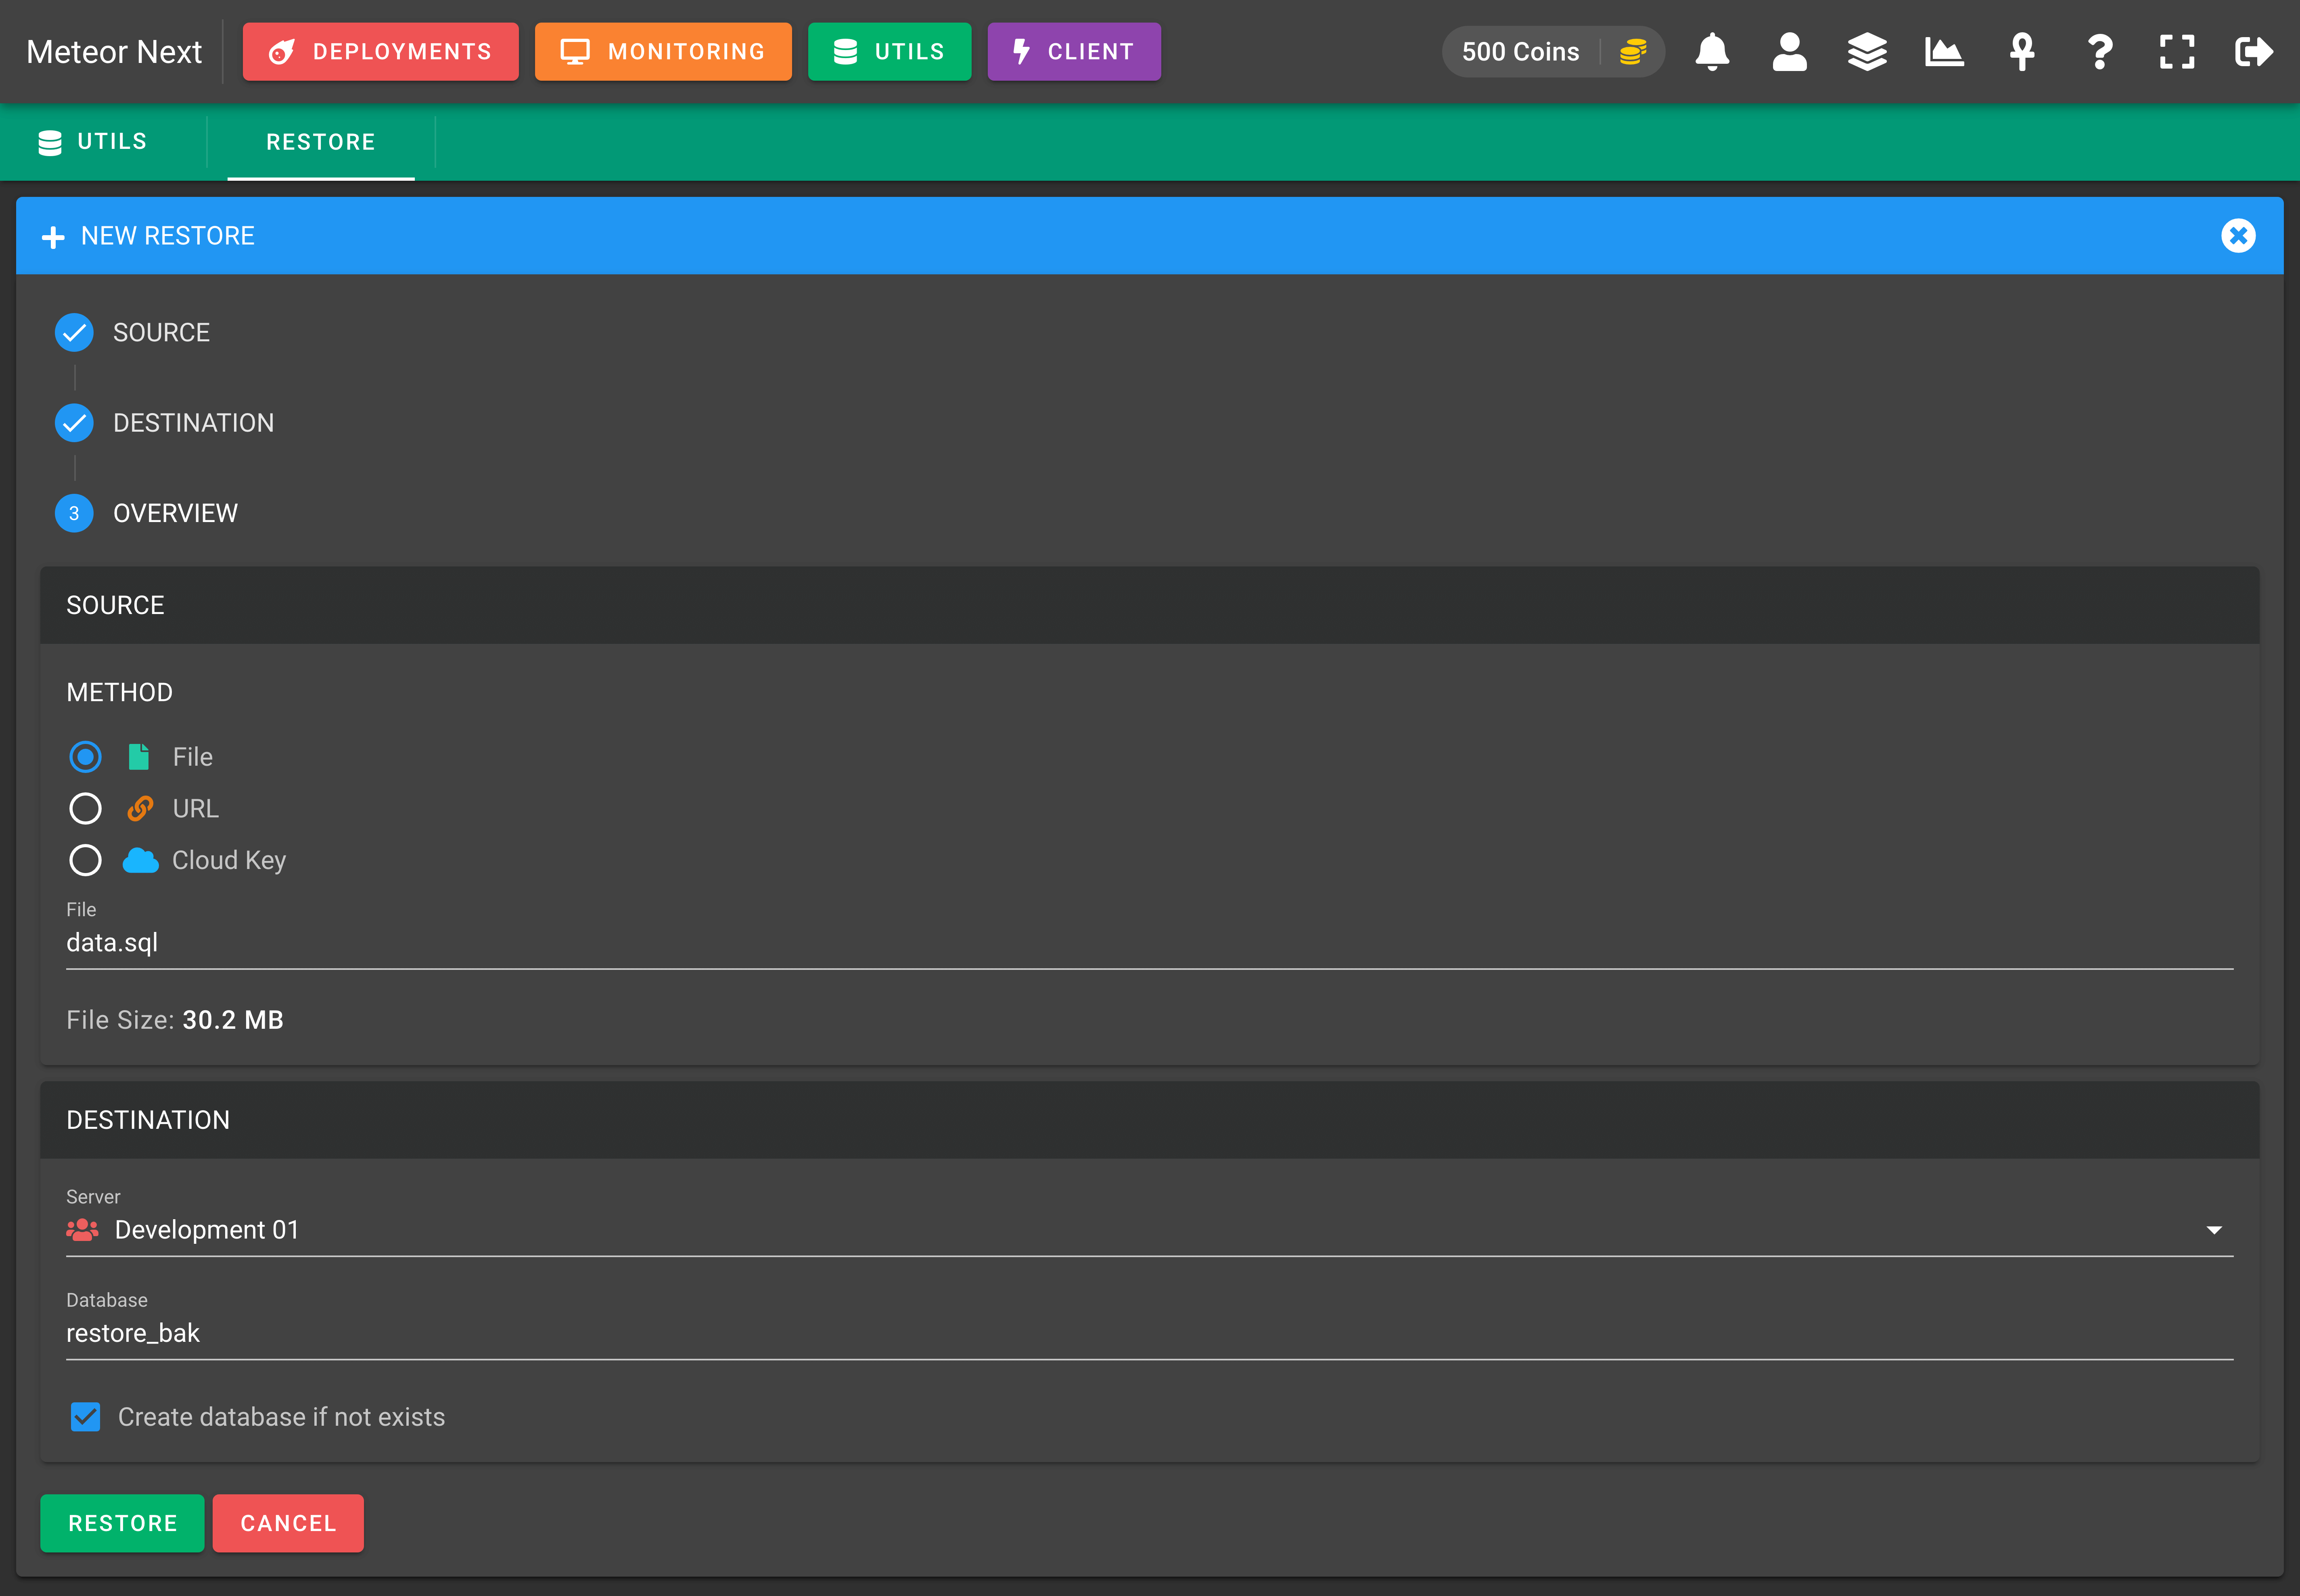 Meteor Next
DEPLOYMENTS
MONITORING
UTILS
CLIENT
500 Coins
UTILS
RESTORE
NEW RESTORE
SOURCE
DESTINATION
3
OVERVIEW
SOURCE
METHOD
File
URL
Cloud Key
File
data.sql
File Size: 30.2 MB
DESTINATION
Server
Development 01
Database
restore_bak
Create database if not exists
RESTORE
CANCEL